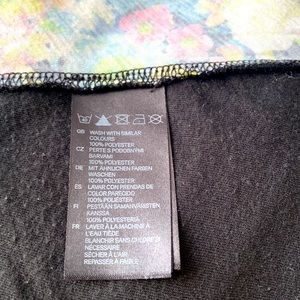 GB WASH WITH SIMILAR
COLOURS
100% POLYESTER
CZ PERTE S PODOBNÝMI
BARVAMI
100% POLYESTER
DE MIT ÄHNLICHEN FARBEN
WASCHEN
100% POLYESTER
ES LAVAR CON PRENDAS DE
COLOR PARECIDO
100% POLIÉSTER
FI PESTÄÄN SAMANVÄRISTEN
KANSSA
100% POLYESTERIA
FR LAVER À LA MACHINE À
L'EAU TIÈDE
BLANCHIR SANS CHLORE SI
NÉCESSAIRE
SÉCHER À L'AIR
REPASSER À FAIBLE